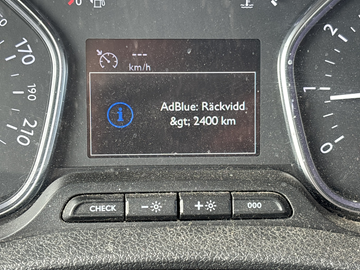 ---
km/h
AdBlue: Räckvidd
&gt; 2400 km
170
190
210
2
1
0
CHECK
-
+
000